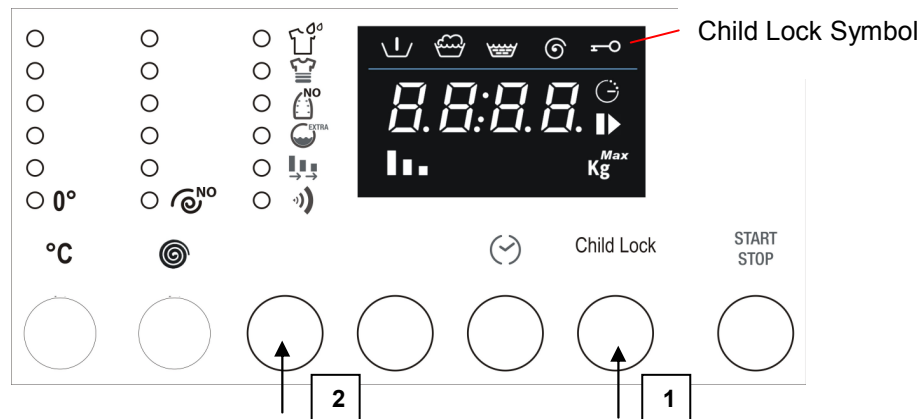 Child Lock Symbol
NO
EXTRA
8.8:8.8.
Max
Kg
0°
NO
°C
Child Lock
START
STOP
2
1